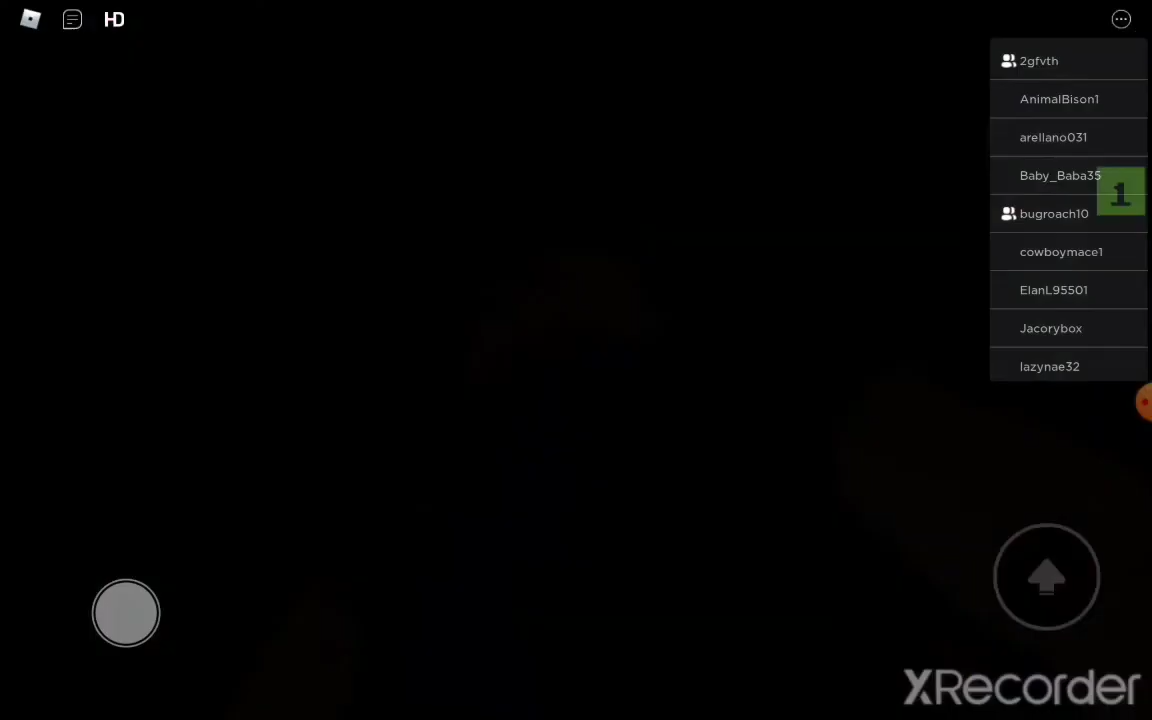 HD
2gfvth
AnimalBison1
arellano031
Baby_Baba35
1
bugroach10
cowboymace1
ElanL95501
Jacorybox
lazynae32
XRecorder